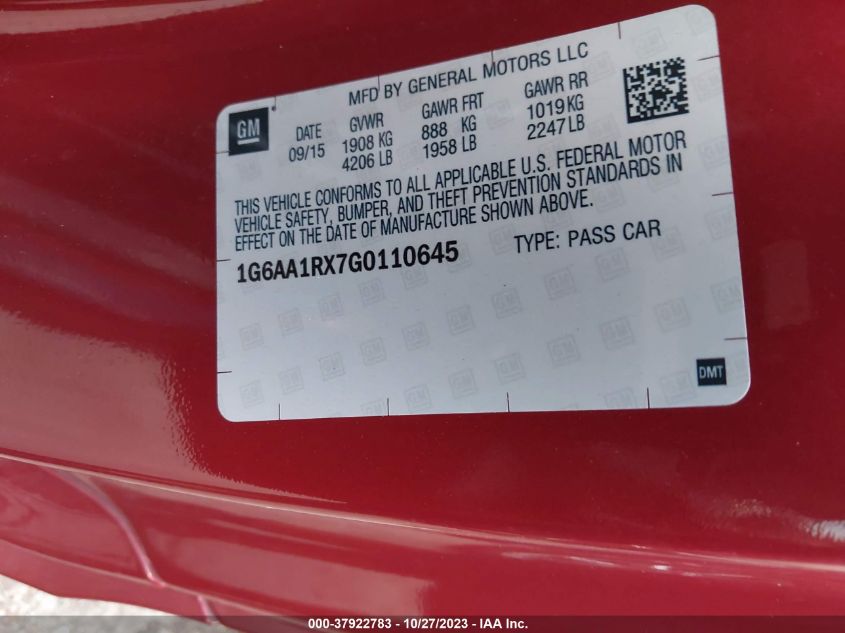 MFD BY GENERAL MOTORS LLC
GM
DATE GVWR GAWR FRT GAWR RR
09/15 1908 KG 888 KG 1019 KG
4206 LB 1958 LB 2247 LB
THIS VEHICLE CONFORMS TO ALL APPLICABLE U.S. FEDERAL MOTOR
VEHICLE SAFETY, BUMPER, AND THEFT PREVENTION STANDARDS IN
EFFECT ON THE DATE OF MANUFACTURE SHOWN ABOVE.
1G6AA1RX7G0110645 TYPE: PASS CAR
DMT
000-37922783 - 10/27/2023 - IAA Inc.